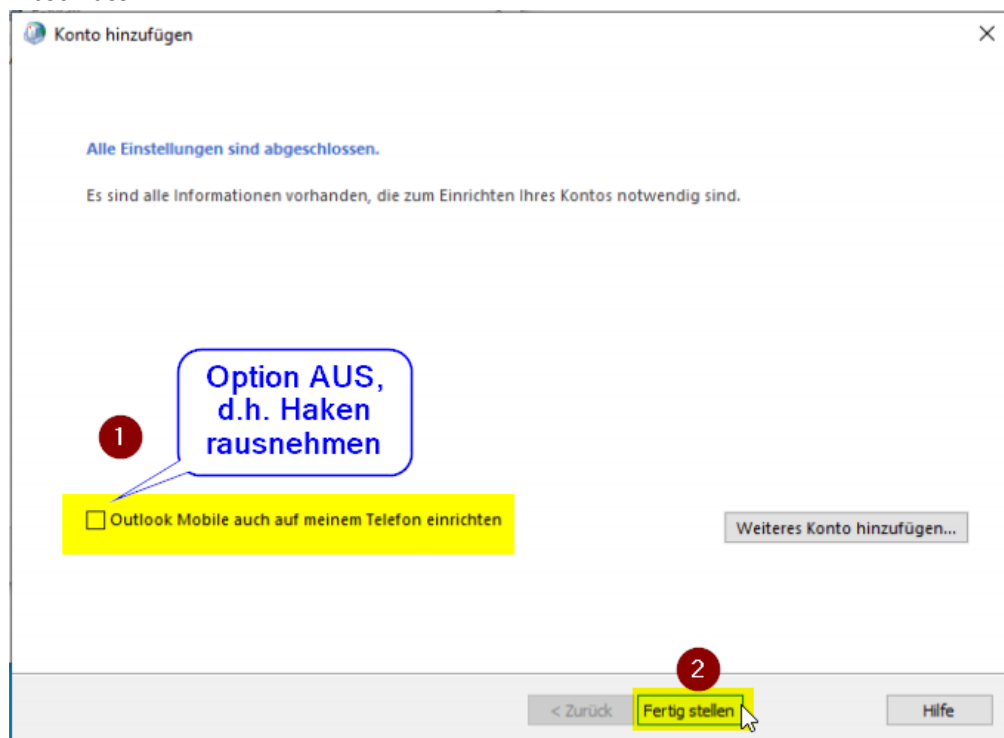 Konto hinzufügen
Alle Einstellungen sind abgeschlossen.
Es sind alle Informationen vorhanden, die zum Einrichten Ihres Kontos notwendig sind.
Option AUS,
d.h. Haken
rausnehmen
1
Outlook Mobile auch auf meinem Telefon einrichten
Weiteres Konto hinzufügen...
2
< Zurück
Fertig stellen
Hilfe